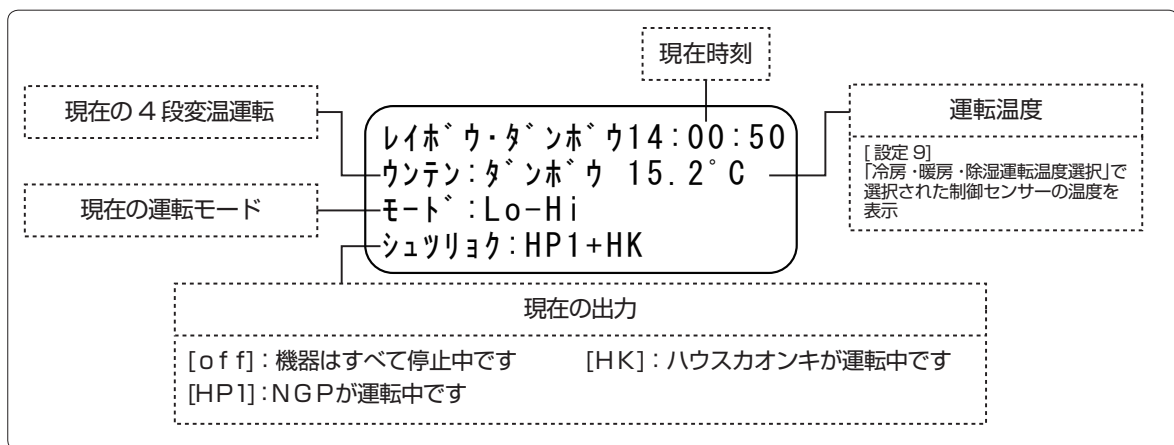 現在時刻
現在の4段変温運転
運転温度
[設定9]
「冷房・暖房・除湿運転温度選択」で
選択された制御センサーの温度を
表示
現在の運転モード
ﾚｲﾎﾞｳ・ﾀﾞﾝﾎﾞｳ14:00:50
ｳﾝﾃﾝ:ﾀﾞﾝﾎﾞｳ 15.2°C
ﾓｰﾄﾞ:Lo-Hi
ｼｭﾂﾘｮｸ:HP1+HK
現在の出力
[off]：機器はすべて停止中です [HK]：ハウスカオンキが運転中です
[HP1]：NGPが運転中です